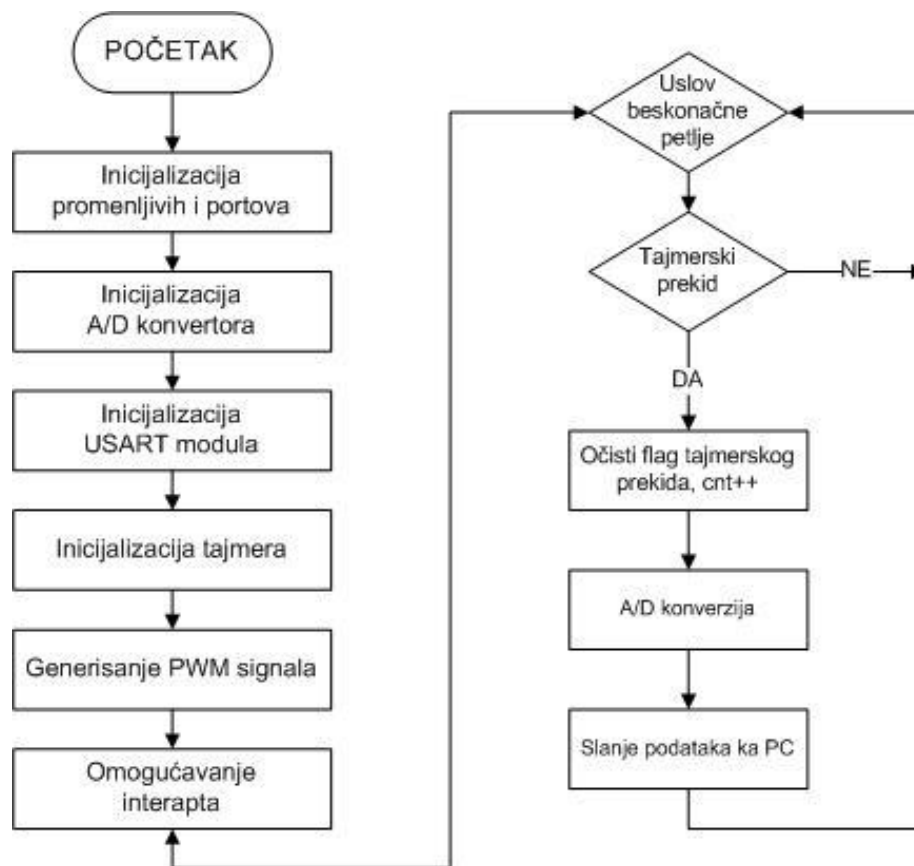 POČETAK
Inicijalizacija
promenljivih i portova
Inicijalizacija
A/D konvertora
Inicijalizacija
USART modula
Inicijalizacija tajmera
Generisanje PWM signala
Omogućavanje
interapta
Uslov
beskonačne
petlje
Tajmerski
prekid
NE
DA
Očisti flag tajmerskog
prekida, cnt++
A/D konverzija
Slanje podataka ka PC